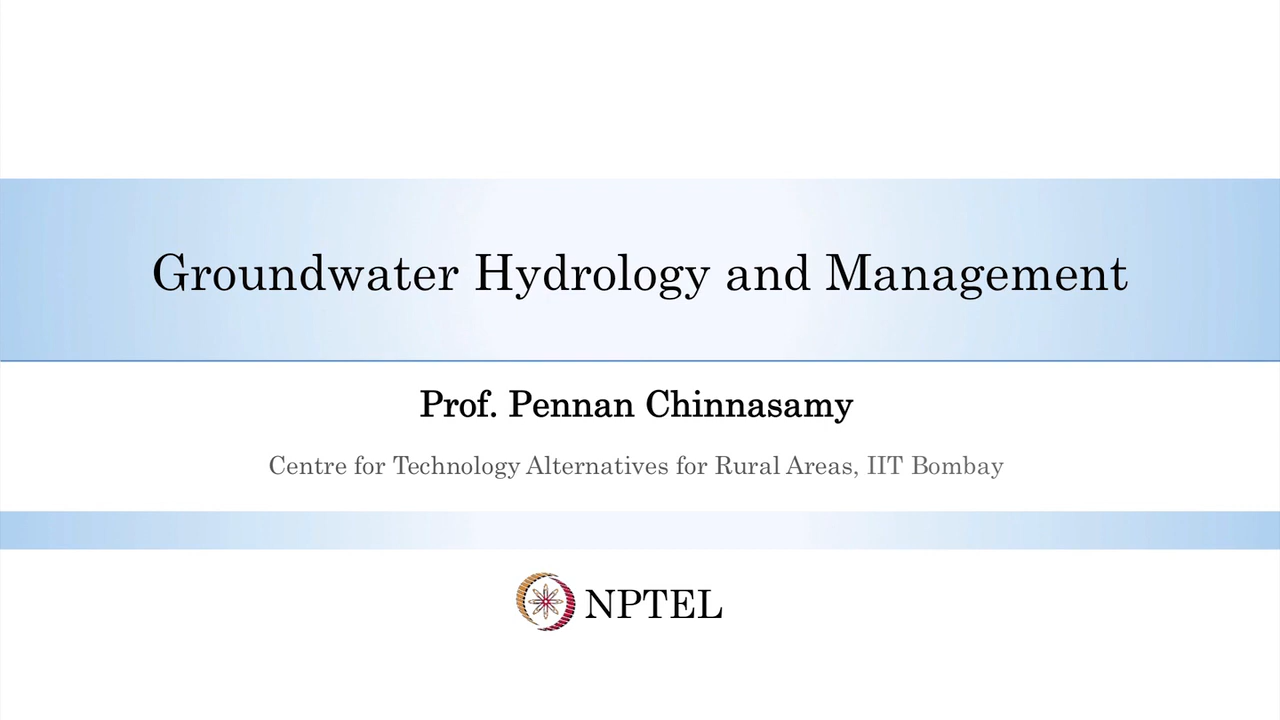 Groundwater Hydrology and Management
Prof. Pennan Chinnasamy
Centre for Technology Alternatives for Rural Areas, IIT Bombay
NPTEL